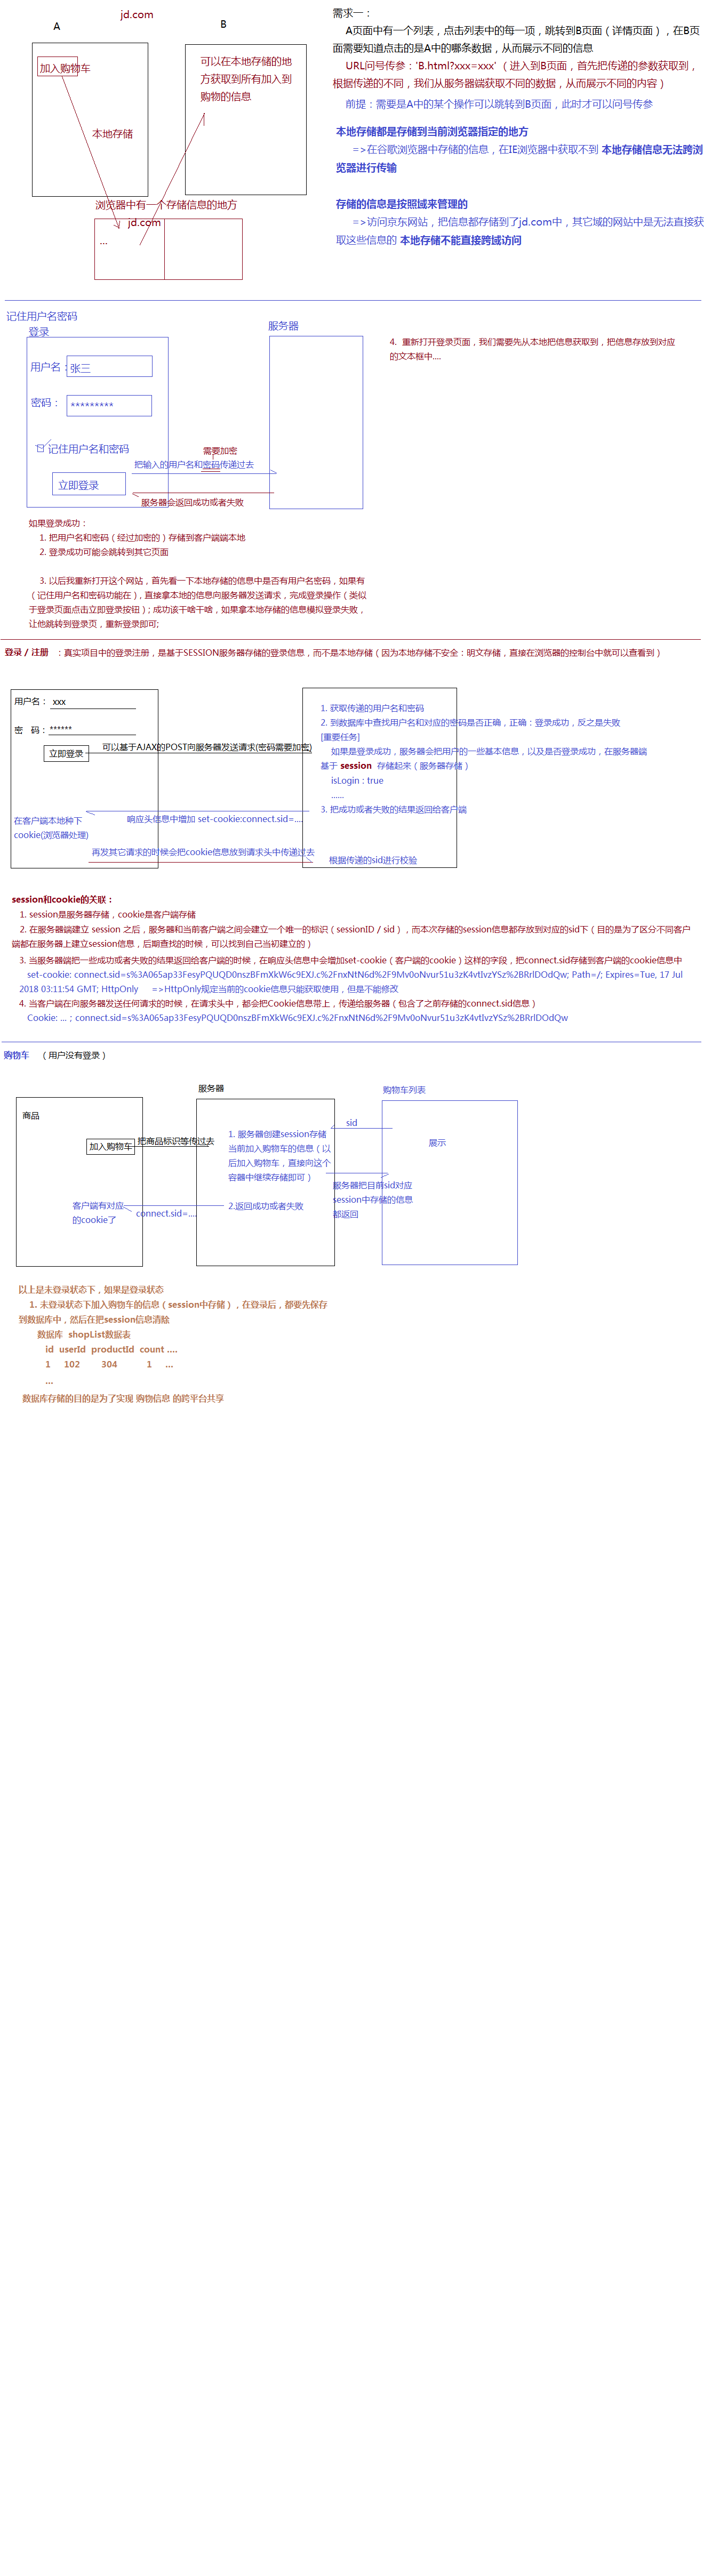 jd.com
A
B
加入购物车
可以在本地存储的地
方获取到所有加入到
购物的信息
本地存储
浏览器中有一个存储信息的地方
jd.com
...
需求一：
A页面中有一个列表，点击列表中的每一项，跳转到B页面（详情页面），在B页
面需要知道点击的是A中的哪条数据，从而展示不同的信息
URL问号传参：'B.html?xxx=xxx' （ 进入到B页面，首先把传递的参数获取到，
根据传递的不同，我们从服务器端获取不同的数据，从而展示不同的内容 ）
前提：需要是A中的某个操作可以跳转到B页面，此时才可以问号传参
本地存储都是存储到当前浏览器指定的地方
=>在谷歌浏览器中存储的信息，在IE浏览器中获取不到 本地存储信息无法跨浏
览器进行传输
存储的信息是按照域来管理的
=>访问京东网站，把信息都存储到了jd.com中，其它域的网站中是无法直接获
取这些信息的 本地存储不能直接跨域访问
记住用户名密码
登录
服务器
用户名：
张三
密码：
*********
记住用户名和密码
立即登录
需要加密
把输入的用户名和密码传递过去
服务器会返回成功或者失败
4. 重新打开登录页面，我们需要先从本地把信息获取到，把信息存放到对应
的文本框中....
如果登录成功：
1. 把用户名和密码（经过加密的）存储到客户端端本地
2. 登录成功可能会跳转到其它页面
3. 以后我重新打开这个网站，首先看一下本地存储的信息中是否有用户名密码，如果有
（记住用户名和密码功能在），直接拿本地的信息向服务器发送请求，完成登录操作（类似
于登录页面点击立即登录按钮）; 成功该干啥干啥，如果拿本地存储的信息模拟登录失败，
让他跳转到登录页，重新登录即可;
登录 / 注册 ：真实项目中的登录注册，是基于SESSION服务器存储的登录信息，而不是本地存储（因为本地存储不安全：明文存储，直接在浏览器的控制台中就可以查看到 ）
用户名： xxx
密 码：******
立即登录
可以基于AJAX的POST向服务器发送请求(密码需要加密)
1. 获取传递的用户名和密码
2. 到数据库中查找用户名和对应的密码是否正确，正确：登录成功，反之是失败
[重要任务]
如果是登录成功，服务器会把用户的一些基本信息，以及是否登录成功，在服务器端
基于 session 存储起来（服务器存储）
isLogin : true
......
3. 把成功或者失败的结果返回给客户端
在客户端本地种下
cookie(浏览器处理)
响应头信息中增加 set-cookie:connect.sid=....
再发其它请求的时候会把cookie信息放到请求头中传递过去
根据传递的sid进行校验
session和cookie的关联：
1. session是服务器存储，cookie是客户端存储
2. 在服务器端建立 session 之后，服务器和当前客户端之间会建立一个唯一的标识（sessionID / sid），而本次存储的session信息都存放到对应的sid下（目的是为了区分不同客户
端都在服务器上建立session信息，后期查找的时候，可以找到自己当初建立的）
3. 当服务器端把一些成功或者失败的结果返回给客户端的时候，在响应头信息中会增加set-cookie（客户端的cookie）这样的字段，把connect.sid存储到客户端的cookie信息中
set-cookie: connect.sid=s%3A065ap33FesyPQUQD0nszBFmXkW6c9EXJ.c%2FnxNtN6d%2F9Mv0oNvur51u3zK4vtIvzYSz%2BRrlDOdQw; Path=/; Expires=Tue, 17 Jul
2018 03:11:54 GMT; HttpOnly =>HttpOnly规定当前的cookie信息只能获取使用，但是不能修改
4. 当客户端在向服务器发送任何请求的时候，在请求头中，都会把Cookie信息带上，传递给服务器（包含了之前存储的connect.sid信息 ）
Cookie: ...；connect.sid=s%3A065ap33FesyPQUQD0nszBFmXkW6c9EXJ.c%2FnxNtN6d%2F9Mv0oNvur51u3zK4vtIvzYSz%2BRrlDOdQw
购物车 （ 用户没有登录 ）
服务器
购物车列表
商品
加入购物车
把商品标识等传过去
1. 服务器创建session存储
当前加入购物车的信息（以
后加入购物车，直接向这个
容器中继续存储即可 ）
sid
展示
服务器把目前sid对应
session中存储的信息
都返回
客户端有对应
的cookie了
connect.sid=....
2.返回成功或者失败
以上是未登录状态下，如果是登录状态
1. 未登录状态下加入购物车的信息（session中存储），在登录后，都要先保存
到数据库中，然后在把session信息清除
数据库 shopList数据表
id userId productId count ....
1 102 304 1 ...
...
数据库存储的目的是为了实现 购物信息 的跨平台共享